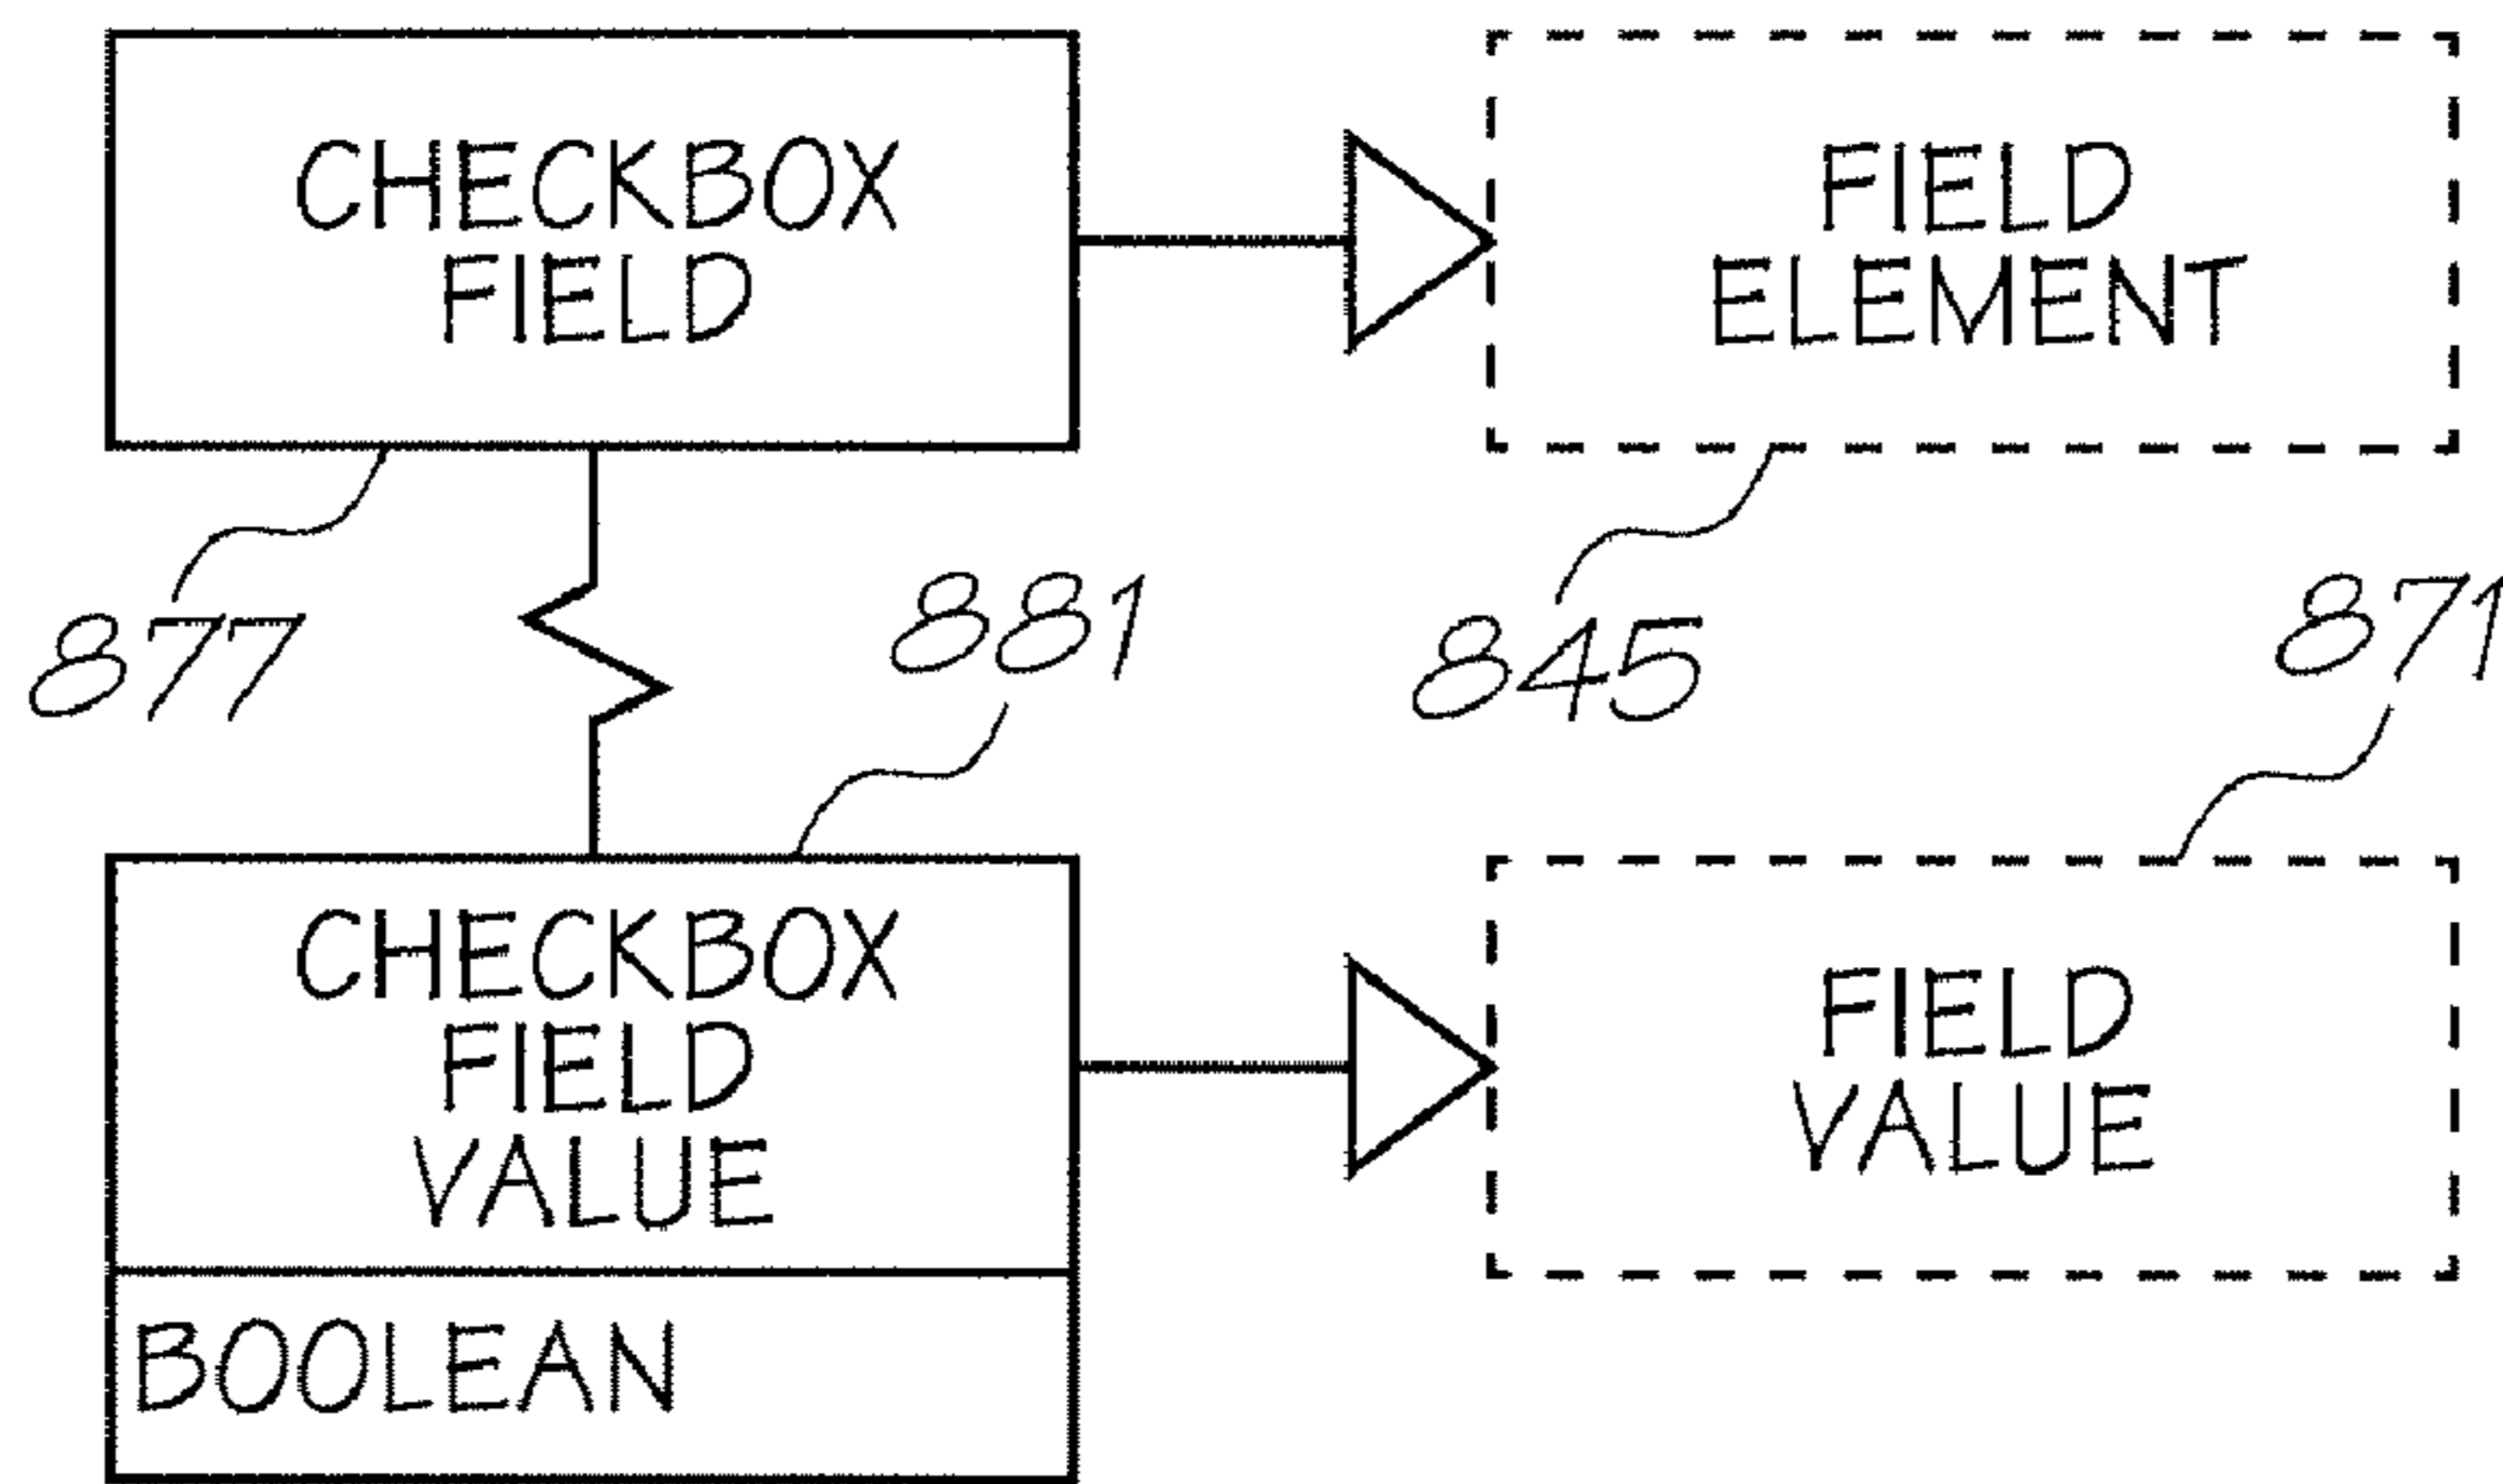 CHECKBOX
FIELD
FIELD
ELEMENT
877
881
845
871
CHECKBOX
FIELD
VALUE
BOOLEAN
FIELD
VALUE